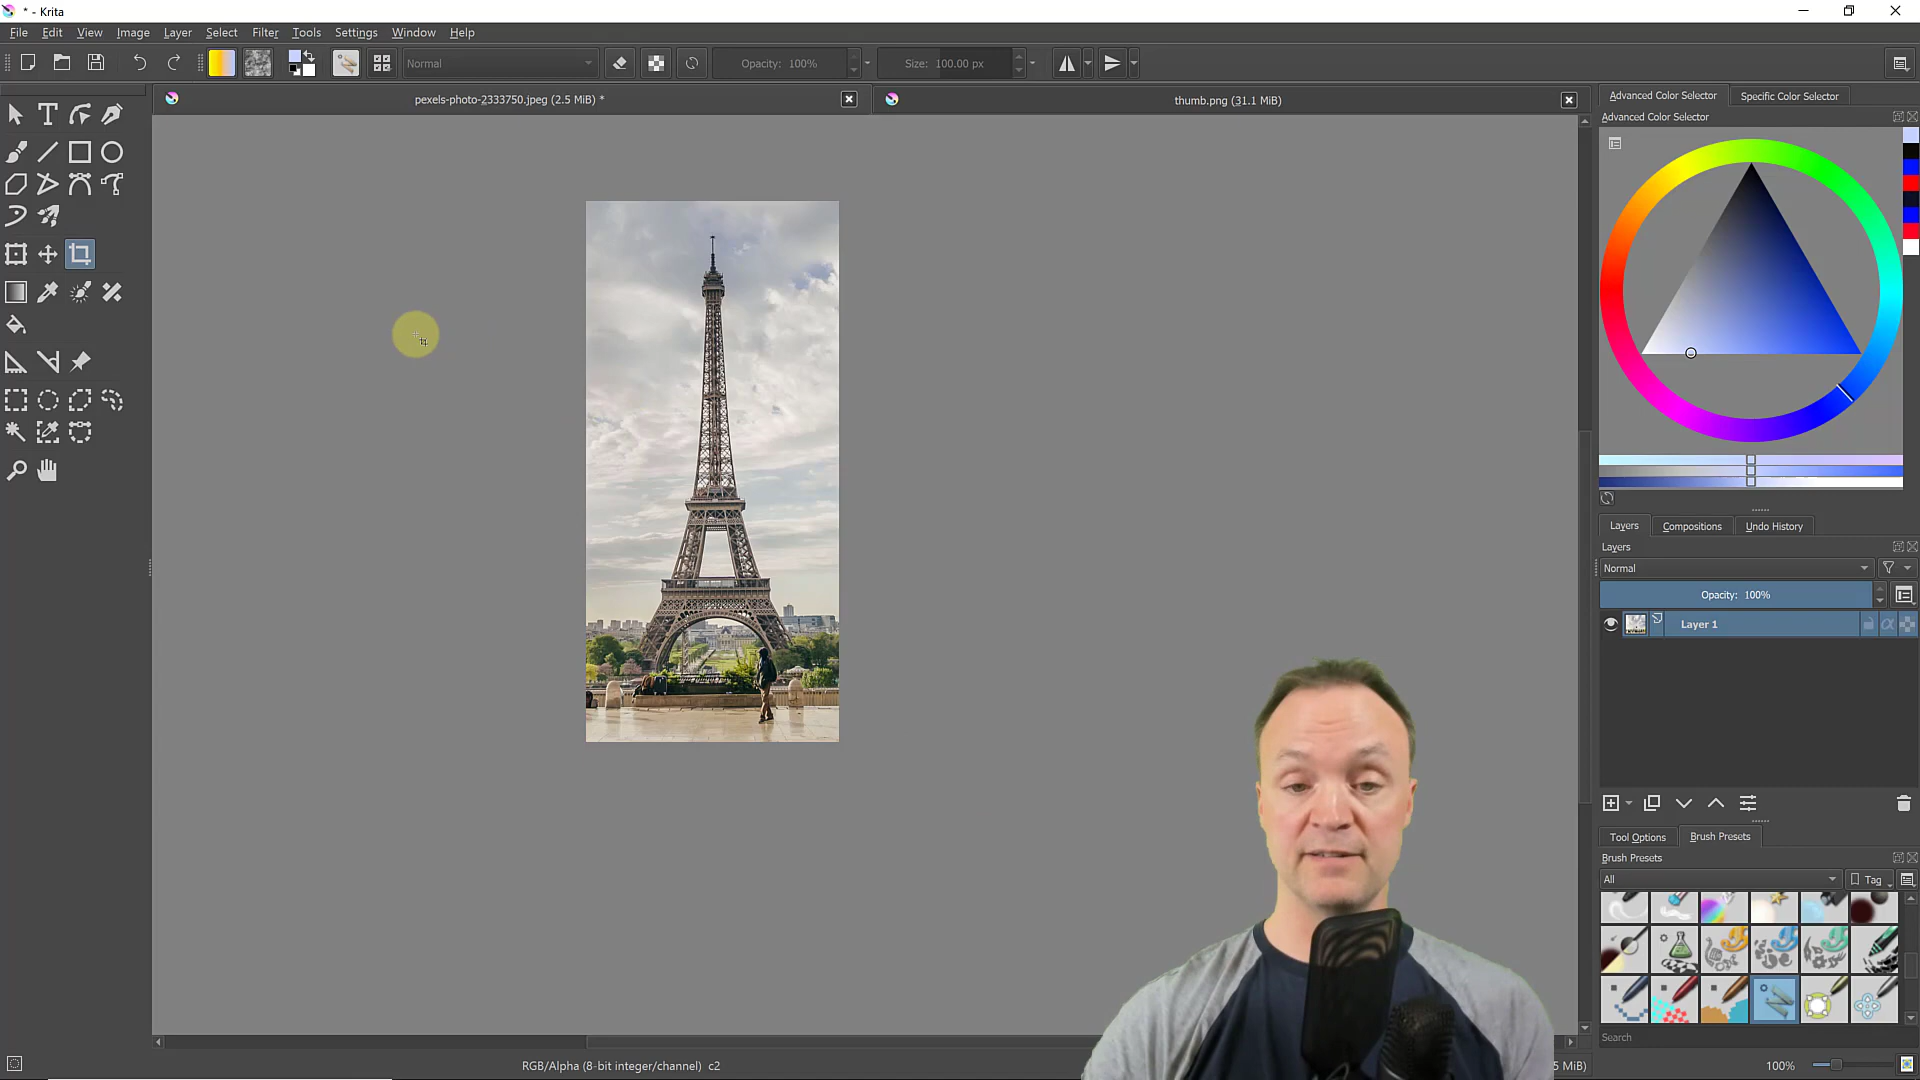 * - Krita
File Edit View Image Layer Select Filter Tools Settings Window Help
Normal
Opacity: 100%
Size: 100.00 px
pexels-photo-2333750.jpeg (2.5 MiB) *
thumb.png (31.1 MiB)
Advanced Color Selector
Specific Color Selector
Advanced Color Selector
Layers
Compositions
Undo History
Layers
Normal
Opacity: 100%
Layer 1
Tool Options
Brush Presets
Brush Presets
All
Tag
Search
RGB/Alpha (8-bit integer/channel) c2
5 MiB)
100%